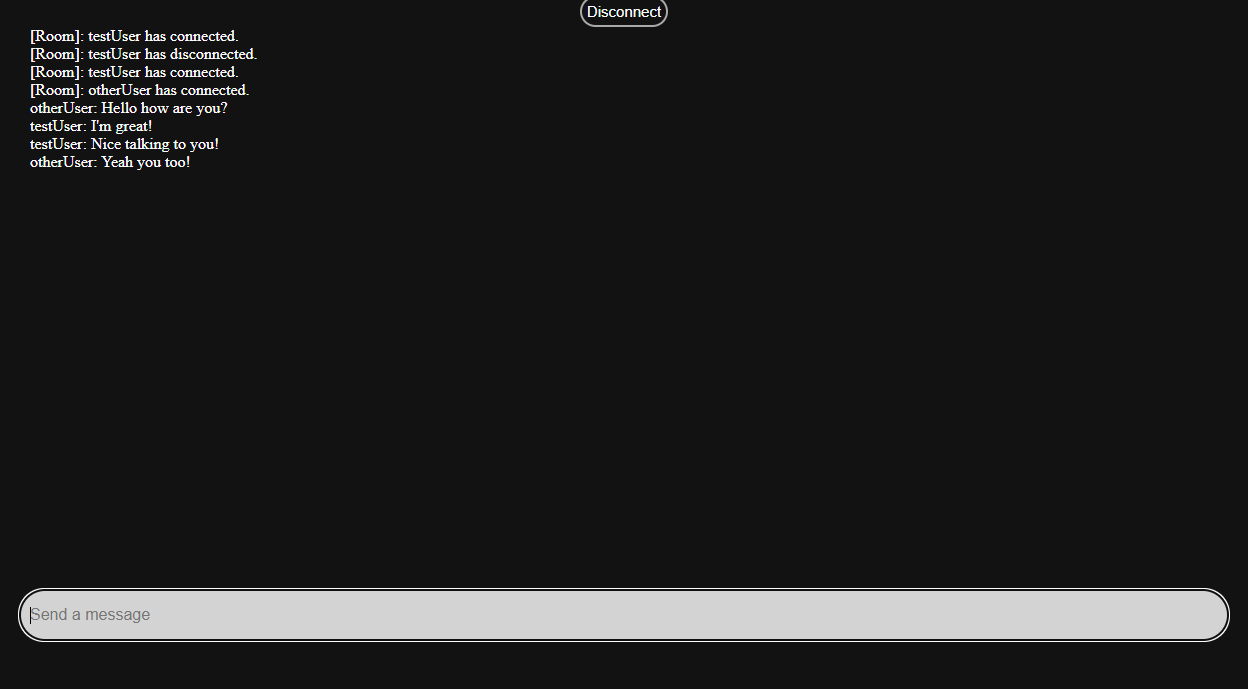 Disconnect
[Room]: testUser has connected.
[Room]: testUser has disconnected.
[Room]: testUser has connected.
[Room]: otherUser has connected.
otherUser: Hello how are you?
testUser: I'm great!
testUser: Nice talking to you!
otherUser: Yeah you too!
Send a message